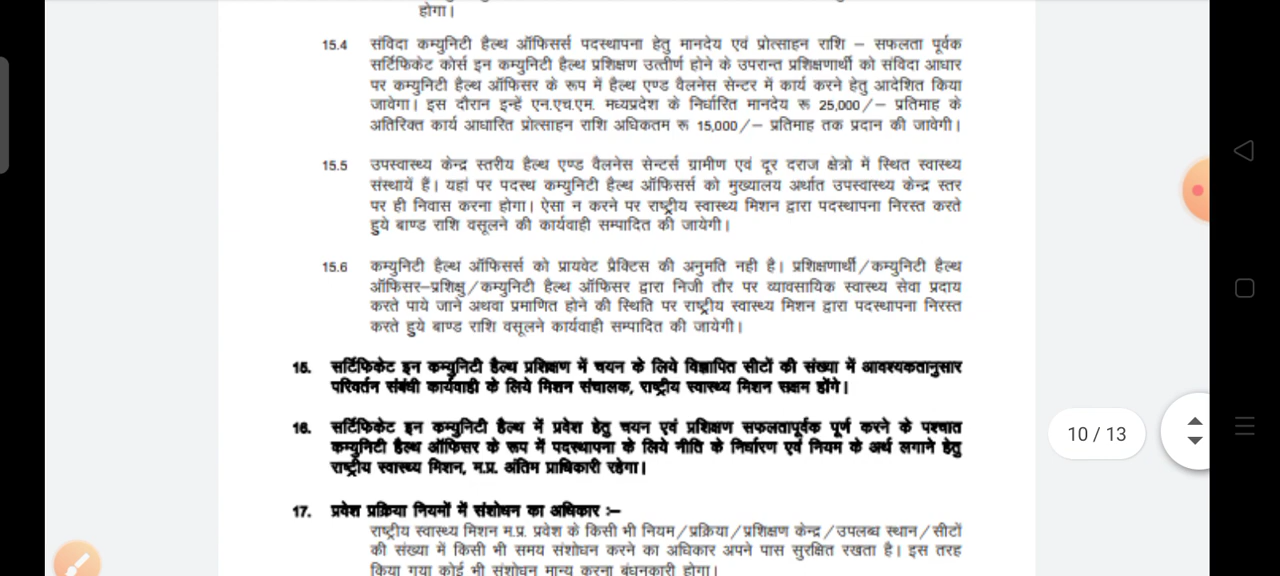 होगा।
15.4 संविदा कम्युनिटी हैल्थ ऑफिसर्स पदस्थापना हेतु मानदेय एवं प्रोत्साहन राशि – सफलता पूर्वक
सर्टिफिकेट कोर्स इन कम्युनिटी हैल्थ प्रशिक्षण उत्तीर्ण होने के उपरान्त प्रशिक्षणार्थी को संविदा आधार
पर कम्युनिटी हैल्थ ऑफिसर के रूप में हैल्थ एण्ड वैलनेस सेन्टर में कार्य करने हेतु आदेशित किया
जावेगा। इस दौरान इन्हें एन.एच.एम. मध्यप्रदेश के निर्धारित मानदेय रू 25,000/– प्रतिमाह के
अतिरिक्त कार्य आधारित प्रोत्साहन राशि अधिकतम रू 15,000/– प्रतिमाह तक प्रदान की जावेगी।
15.5 उपस्वास्थ्य केन्द्र स्तरीय हैल्थ एण्ड वैलनेस सेन्टर्स ग्रामीण एवं दूर दराज क्षेत्रो में स्थित स्वास्थ्य
संस्थायें हैं। यहां पर पदस्थ कम्युनिटी हैल्थ ऑफिसर्स को मुख्यालय अर्थात उपस्वास्थ्य केन्द्र स्तर
पर ही निवास करना होगा। ऐसा न करने पर राष्ट्रीय स्वास्थ्य मिशन द्वारा पदस्थापना निरस्त करते
हुये बाण्ड राशि वसूलने की कार्यवाही सम्पादित की जायेगी।
15.6 कम्युनिटी हैल्थ ऑफिसर्स को प्रायवेट प्रैक्टिस की अनुमति नही है। प्रशिक्षणार्थी/कम्युनिटी हैल्थ
ऑफिसर–प्रशिक्षु/कम्युनिटी हैल्थ ऑफिसर द्वारा निजी तौर पर व्यावसायिक स्वास्थ्य सेवा प्रदाय
करते पाये जाने अथवा प्रमाणित होने की स्थिति पर राष्ट्रीय स्वास्थ्य मिशन द्वारा पदस्थापना निरस्त
करते हुये बाण्ड राशि वसूलने कार्यवाही सम्पादित की जायेगी।
15. सर्टिफिकेट इन कम्युनिटी हैल्थ प्रशिक्षण में चयन के लिये विज्ञापित सीटों की संख्या में आवश्यकतानुसार
परिवर्तन संबंधी कार्यवाही के लिये मिशन संचालक, राष्ट्रीय स्वास्थ्य मिशन सक्षम होंगे।
16. सर्टिफिकेट इन कम्युनिटी हैल्थ में प्रवेश हेतु चयन एवं प्रशिक्षण सफलतापूर्वक पूर्ण करने के पश्चात
कम्युनिटी हैल्थ ऑफिसर के रूप में पदस्थापना के लिये नीति के निर्धारण एवं नियम के अर्थ लगाने हेतु
राष्ट्रीय स्वास्थ्य मिशन, म.प्र. अंतिम प्राधिकारी रहेगा।
10 / 13
17. प्रवेश प्रक्रिया नियमों में संशोधन का अधिकार :–
राष्ट्रीय स्वास्थ्य मिशन म.प्र. प्रवेश के किसी भी नियम/प्रक्रिया/प्रशिक्षण केन्द्र/उपलब्ध स्थान/सीटों
की संख्या में किसी भी समय संशोधन करने का अधिकार अपने पास सुरक्षित रखता है। इस तरह
किया गया कोई भी संशोधन मान्य करना बंधनकारी होगा।